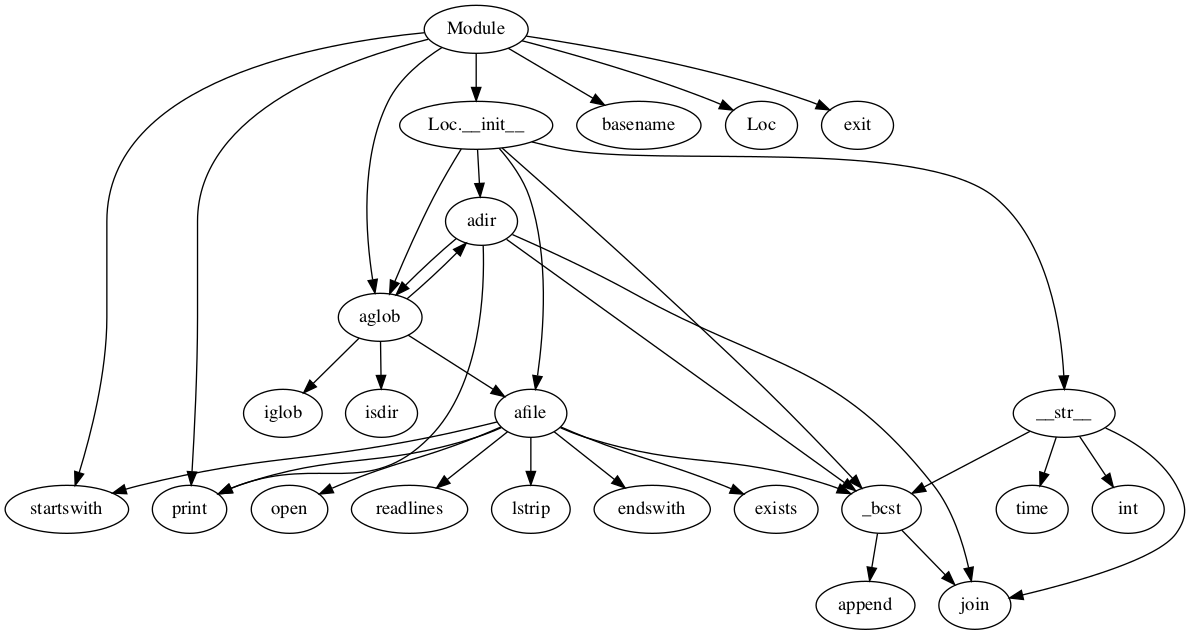 Module
Loc.__init__
basename
Loc
exit
adir
aglob
iglob
isdir
afile
__str__
startswith
print
open
readlines
lstrip
endswith
exists
_bcst
time
int
append
join